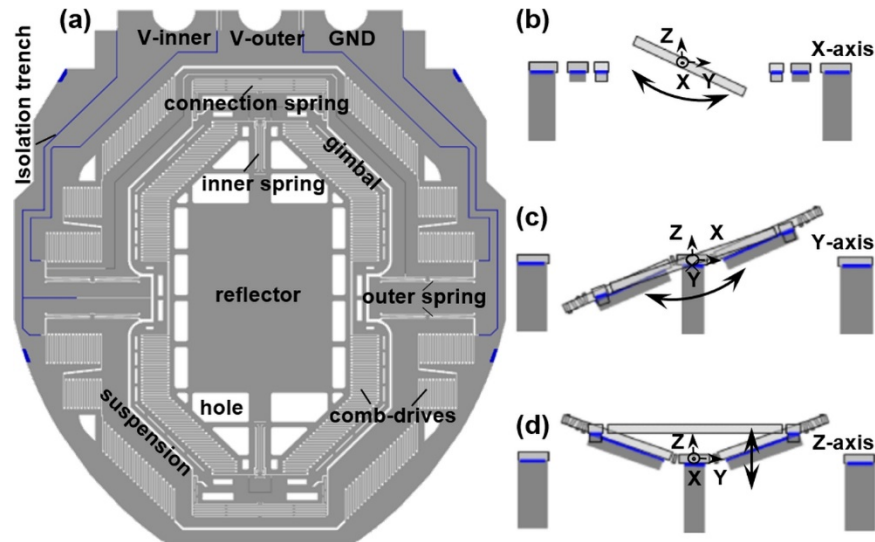 (a)
V-inner V-outer GND
Isolation trench
connection spring
gimbal
inner spring
reflector
outer spring
hole
comb-drives
suspension
(b)
X-axis
Z
X Y
(c)
Z X
Y-axis
Y
(d)
Z-axis
Z
X Y